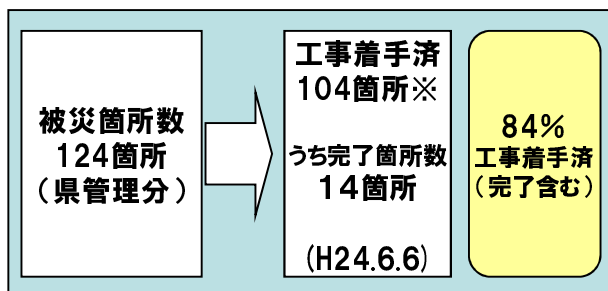 被災箇所数
124箇所
（県管理分）
工事着手済
104箇所※
うち完了箇所数
14箇所
(H24.6.6)
84%
工事着手済
（完了含む）